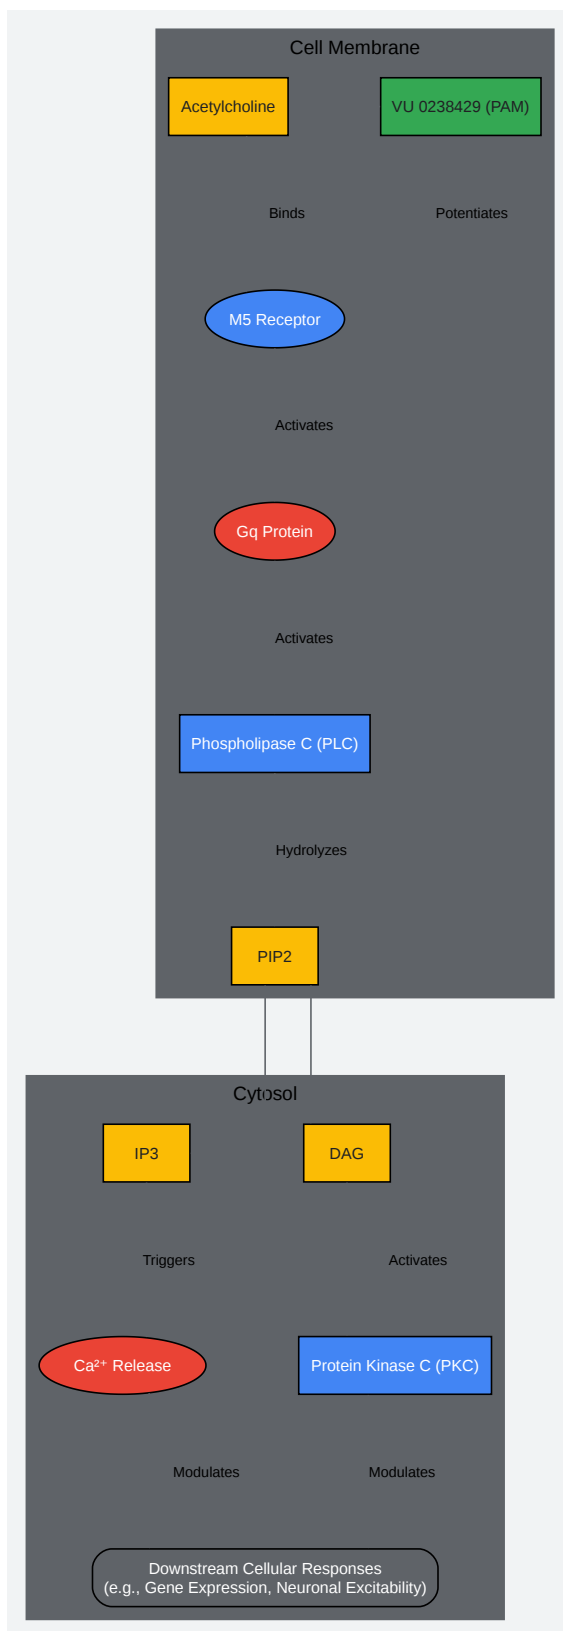 Cell Membrane
Acetylcholine
VU 0238429 (PAM)
Binds
Potentiates
M5 Receptor
Activates
Gq Protein
Activates
Phospholipase C (PLC)
Hydrolyzes
PIP2
Cytosol
IP3
DAG
Triggers
Activates
Ca²⁺ Release
Protein Kinase C (PKC)
Modulates
Modulates
Downstream Cellular Responses
(e.g., Gene Expression, Neuronal Excitability)